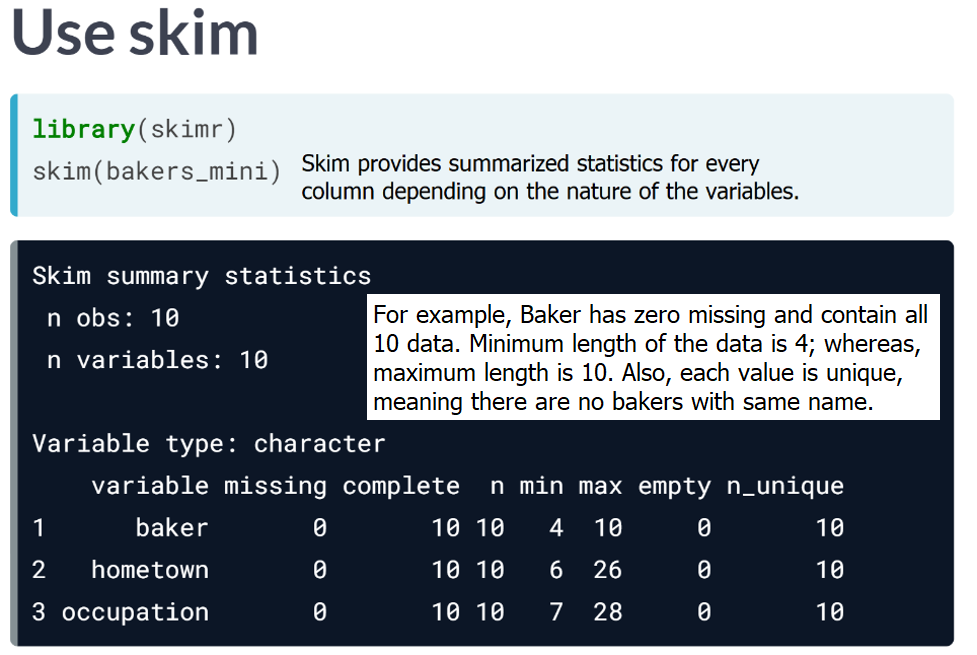 Use skim
library(skimr)
skim(bakers_mini)
Skim provides summarized statistics for every
column depending on the nature of the variables.
Skim summary statistics
n obs: 10
n variables: 10
For example, Baker has zero missing and contain all
10 data. Minimum length of the data is 4; whereas,
maximum length is 10. Also, each value is unique,
meaning there are no bakers with same name.
Variable type: character
variable missing complete n min max empty n_unique
1 baker 0 10 10 4 10 0 10
2 hometown 0 10 10 6 26 0 10
3 occupation 0 10 10 7 28 0 10